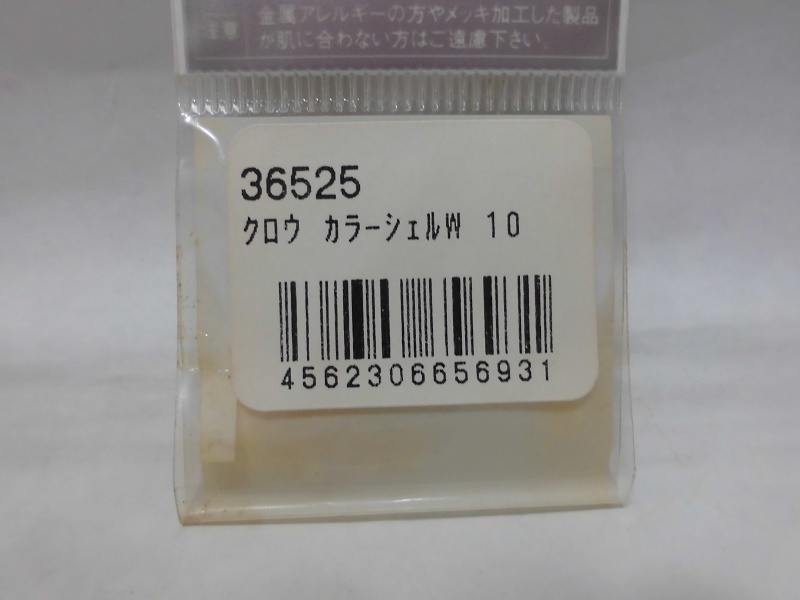 注意
金属アレルギーの方やメッキ加工した製品
が肌に合わない方はご遠慮下さい。
36525
ｸﾛｳ ｶﾗｰｼｪﾙW 10
4562306656931